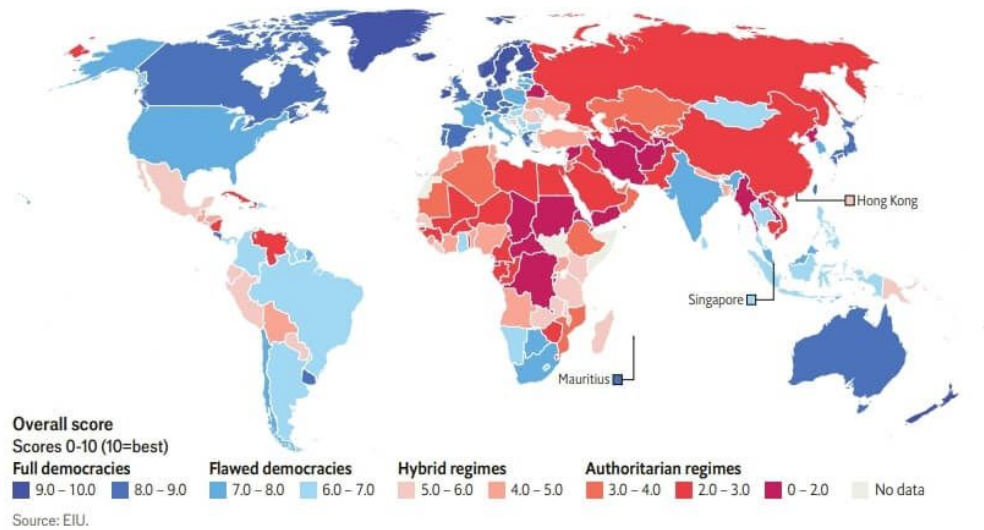 Hong Kong
Singapore
Mauritius
Overall score
Scores 0-10 (10=best)
Full democracies Flawed democracies Hybrid regimes Authoritarian regimes
9.0 – 10.0 8.0 – 9.0 7.0 – 8.0 6.0 – 7.0 5.0 – 6.0 4.0 – 5.0 3.0 – 4.0 2.0 – 3.0 0 – 2.0 No data
Source: EIU.